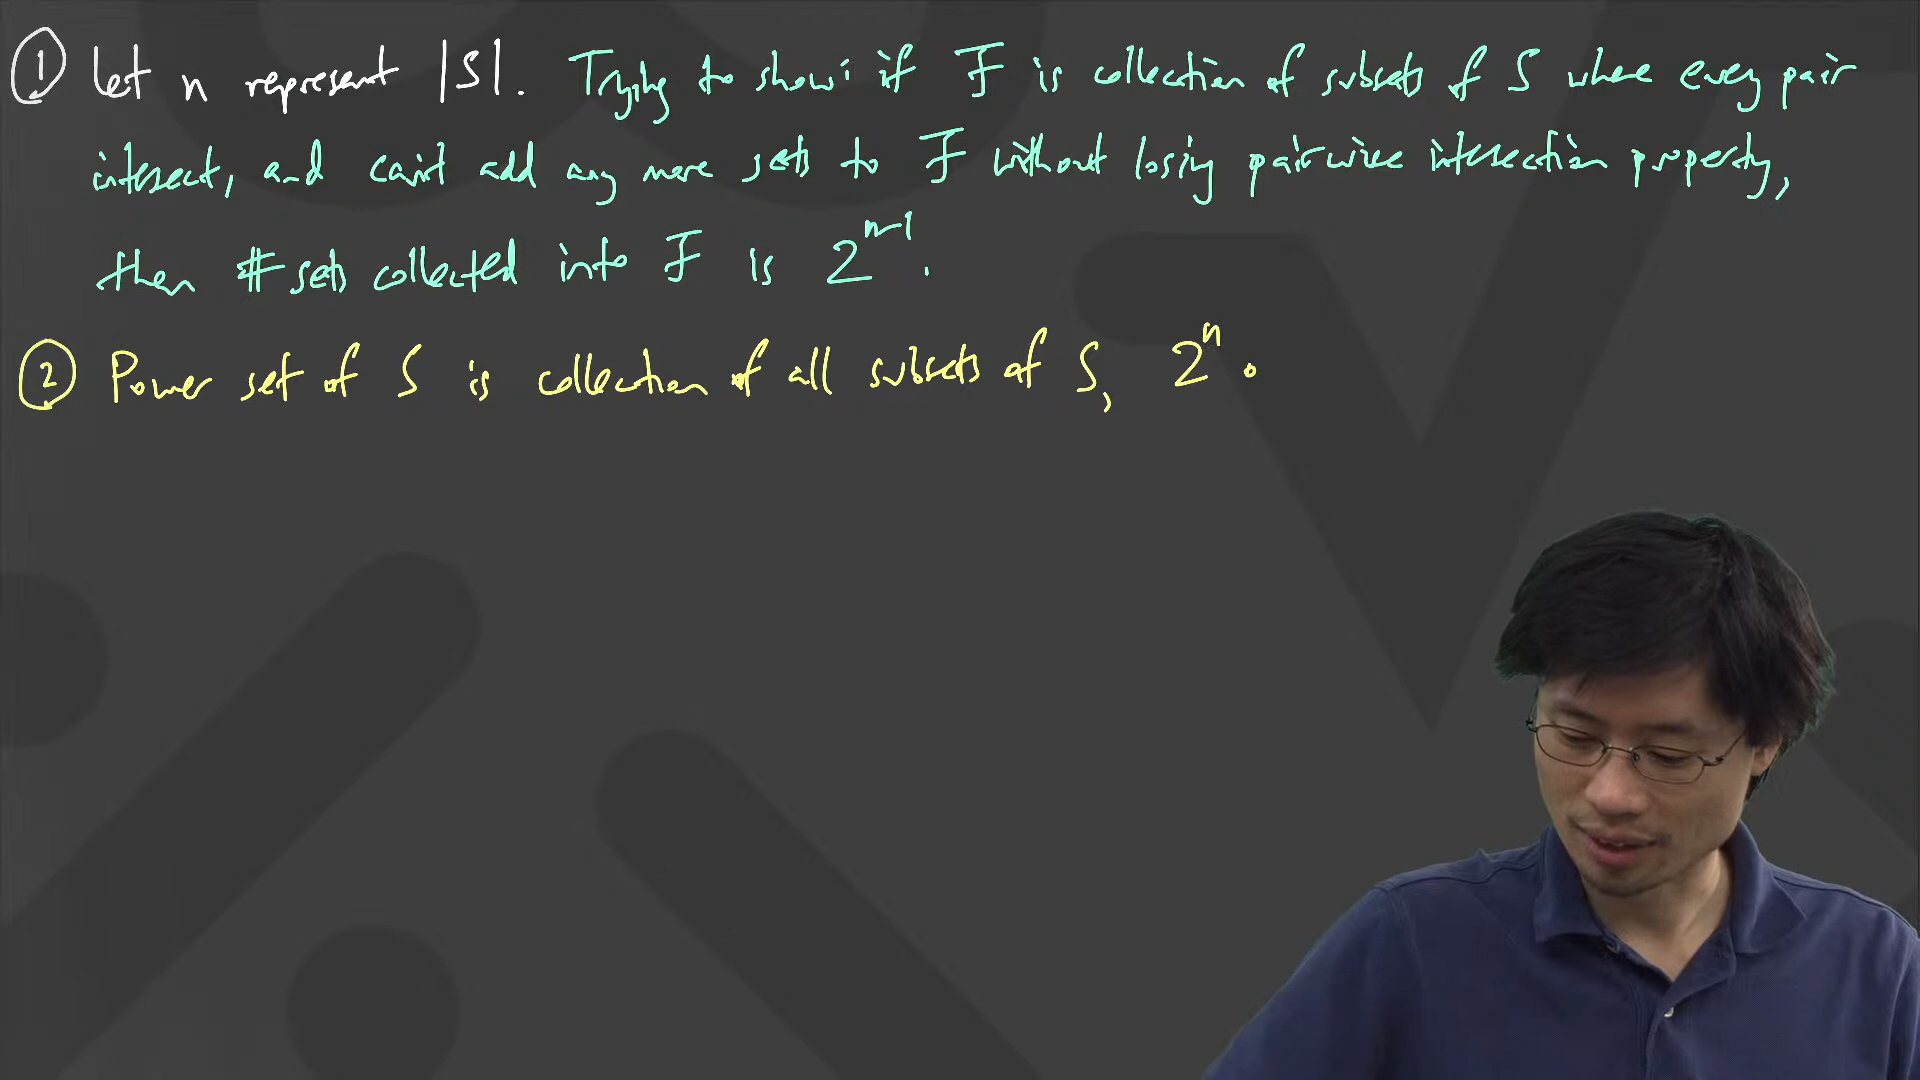 ① Let n represent |S|. Trying to show: if F is collection of subsets of S where every pair
intersect, and can't add any more sets to F without losing pairwise intersection property,
then # sets collected into F is 2^{n-1}.
② Power set of S is collection of all subsets of S, 2^n.